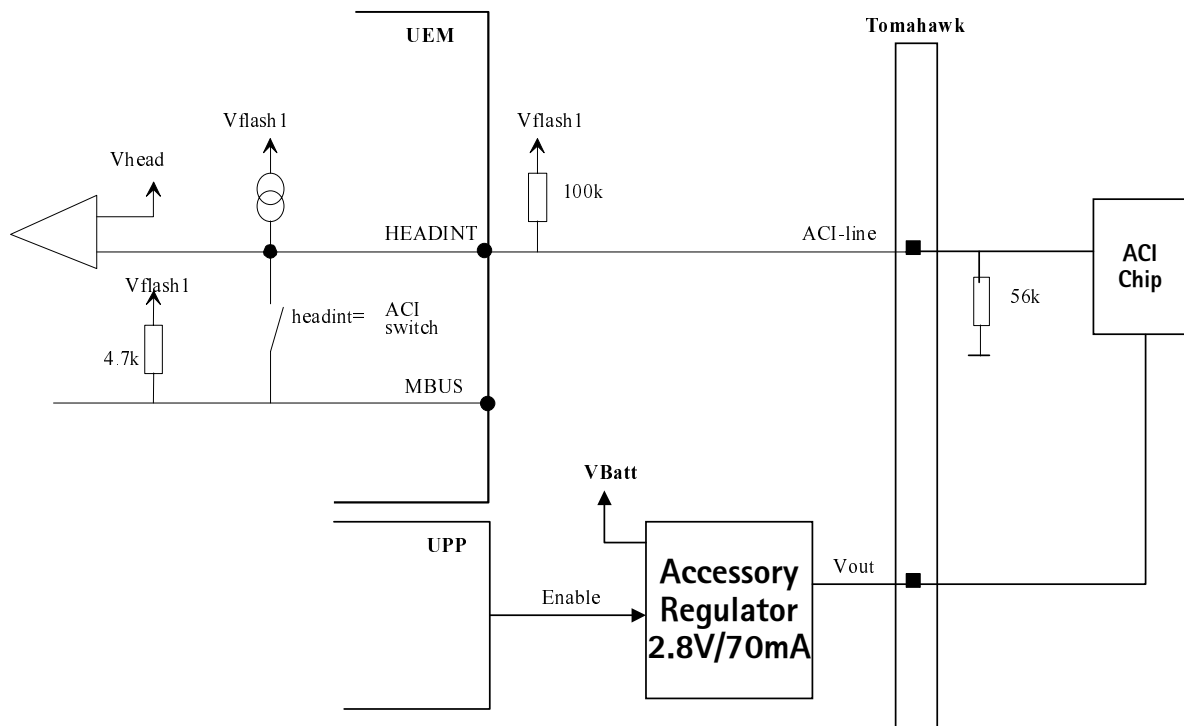 UEM
Tomahawk
Vflash1
Vflash1
Vhead
100k
HEADINT
ACI-line
ACI
Chip
Vflash1
headint=
ACI
switch
56k
4.7k
MBUS
VBatt
UPP
Accessory
Regulator
2.8V/70mA
Vout
Enable